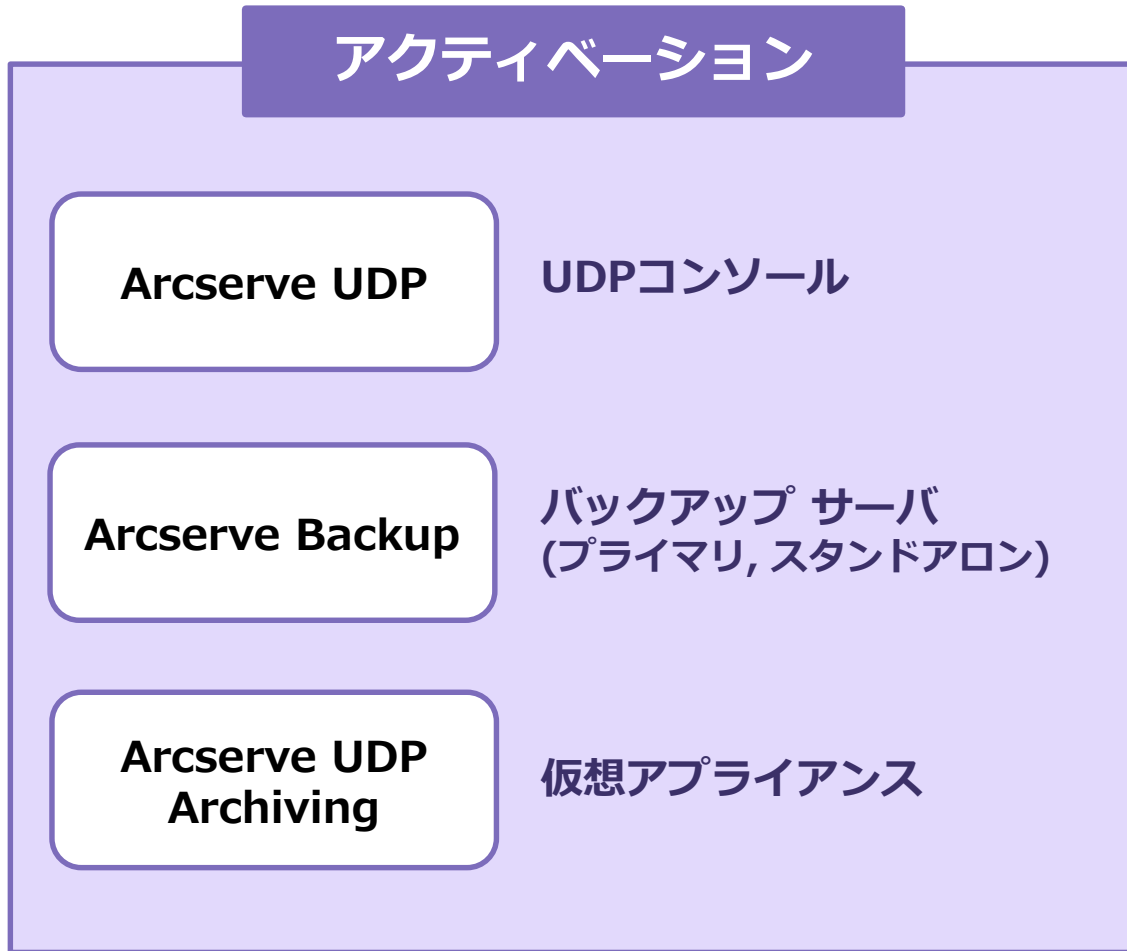 アクティベーション
Arcserve UDP
UDPコンソール
Arcserve Backup
バックアップ サーバ
(プライマリ, スタンドアロン)
Arcserve UDP
Archiving
仮想アプライアンス